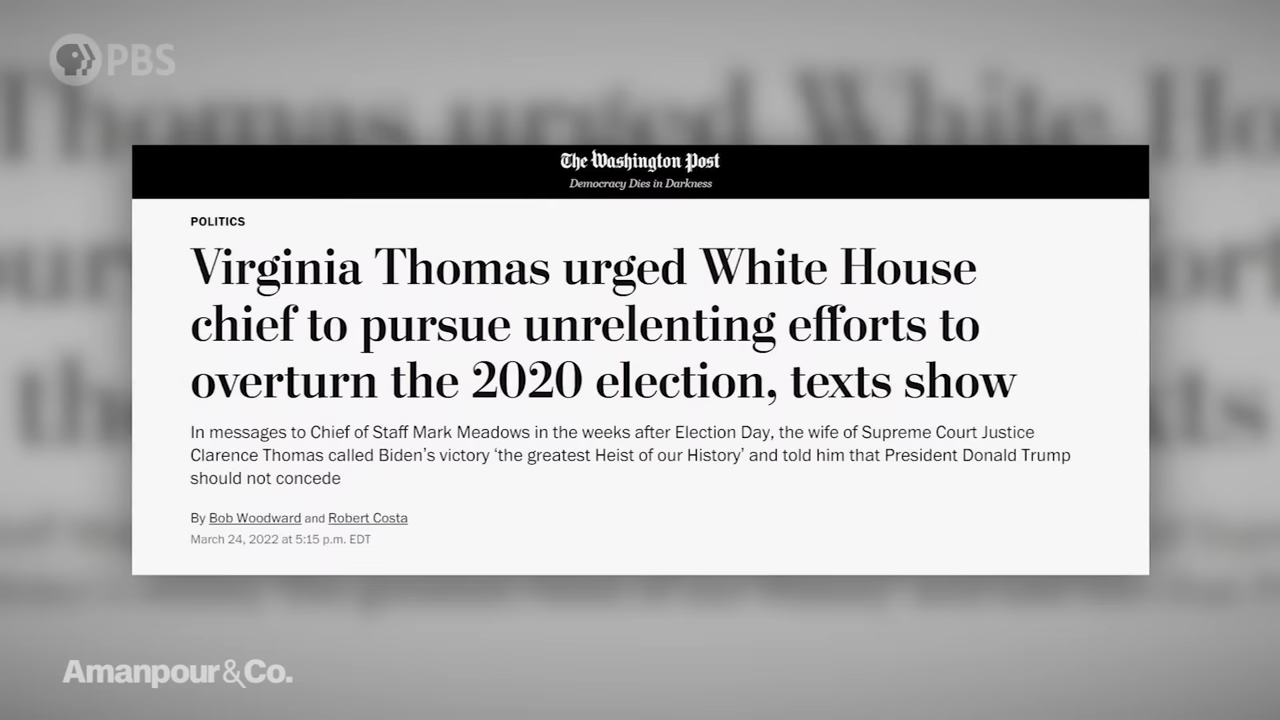 PBS
The Washington Post
Democracy Dies in Darkness
POLITICS
Virginia Thomas urged White House
chief to pursue unrelenting efforts to
overturn the 2020 election, texts show
In messages to Chief of Staff Mark Meadows in the weeks after Election Day, the wife of Supreme Court Justice
Clarence Thomas called Biden’s victory ‘the greatest Heist of our History’ and told him that President Donald Trump
should not concede
By Bob Woodward and Robert Costa
March 24, 2022 at 5:15 p.m. EDT
Amanpour&Co.